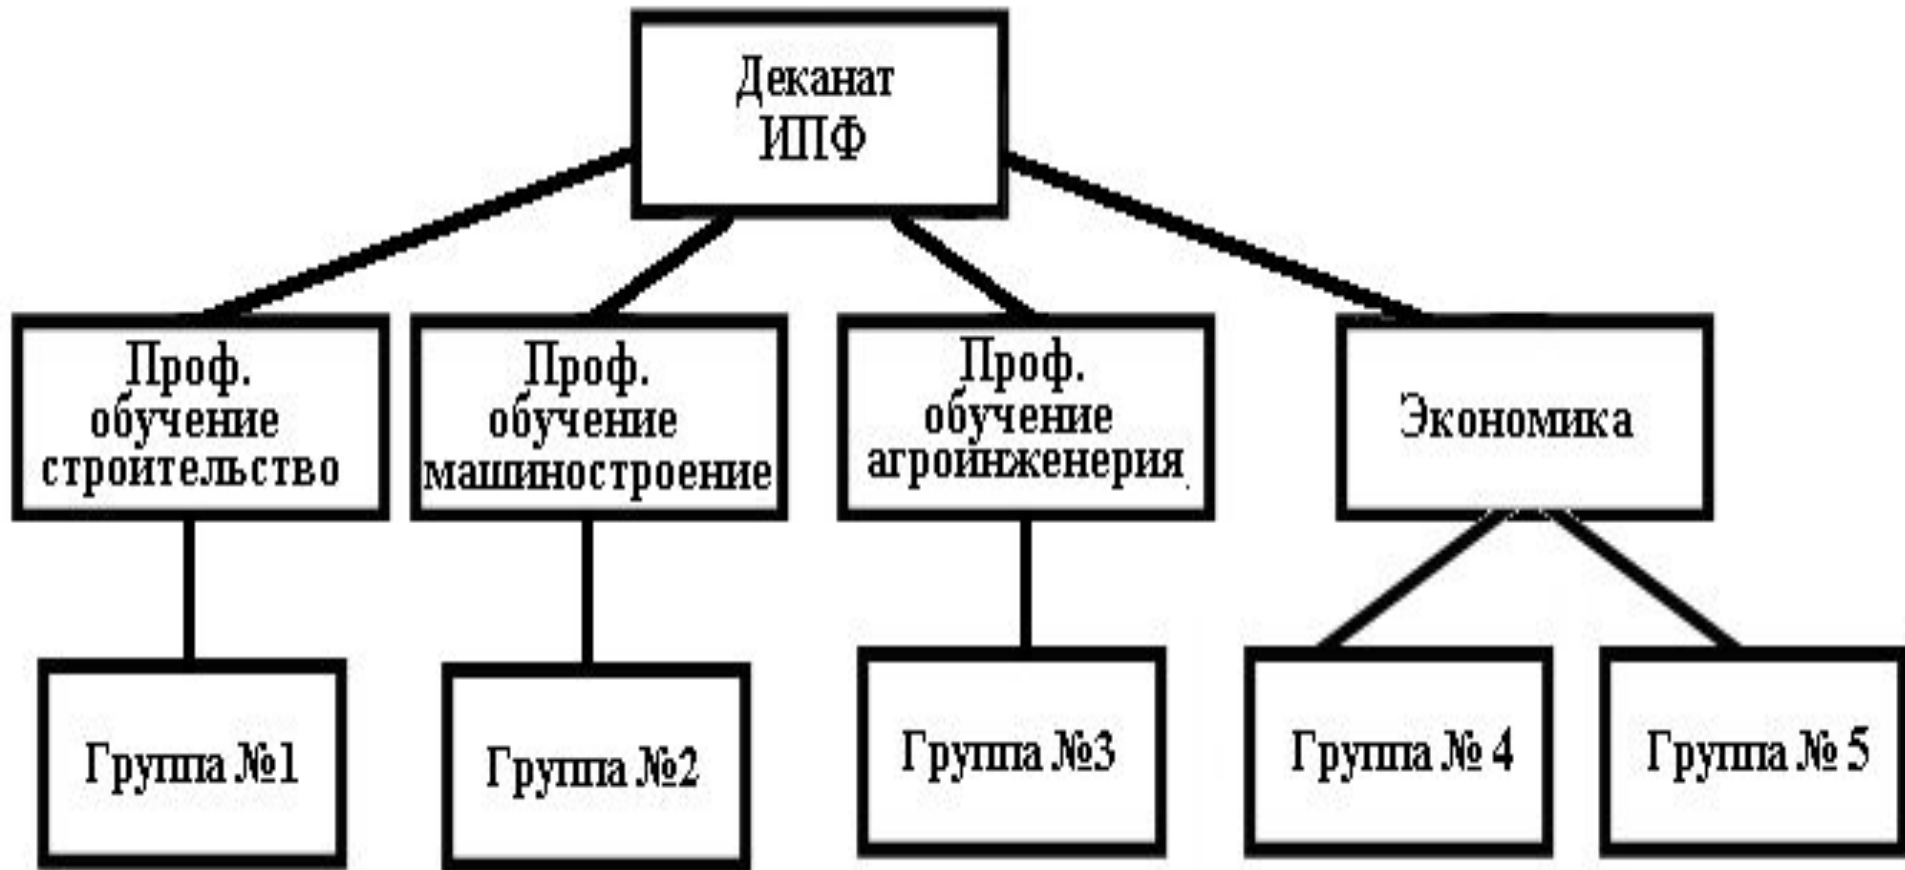 Деканат
ИПФ
Проф.
обучение
строительство
Проф.
обучение
машиностроение
Проф.
обучение
агроинженерия
Экономика
Группа №1
Группа №2
Группа №3
Группа № 4
Группа № 5